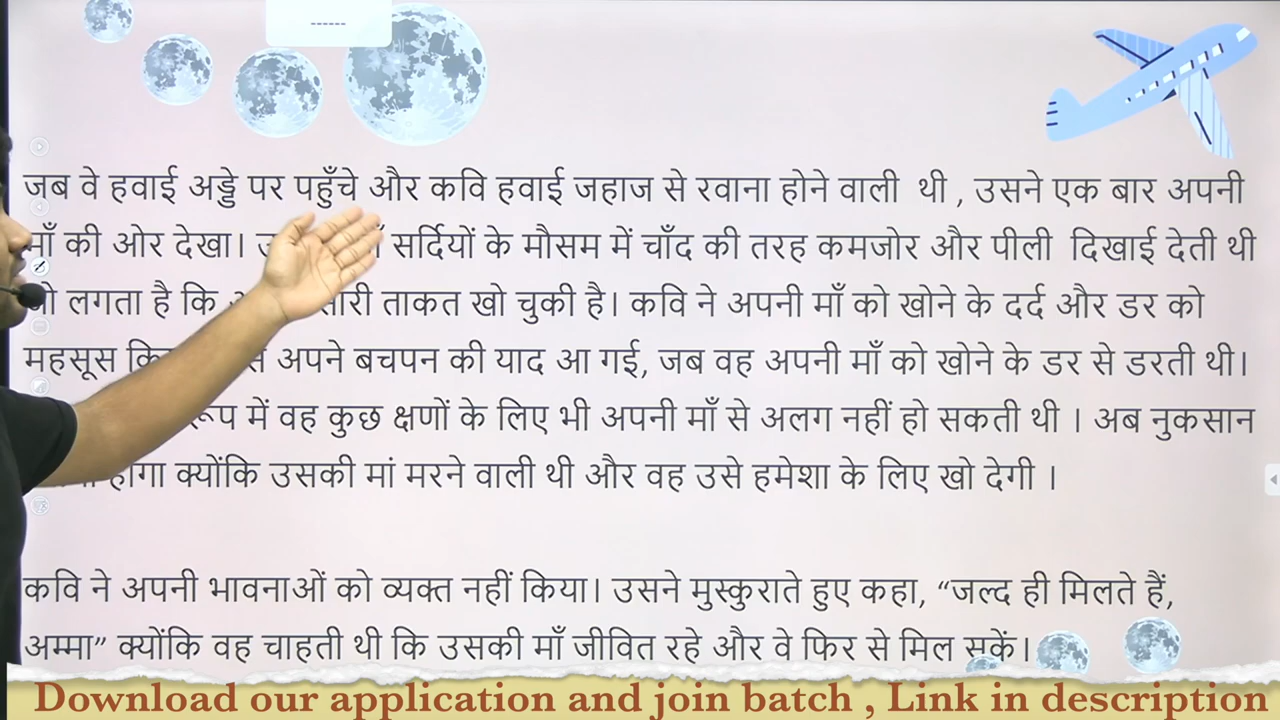 ------
जब वे हवाई अड्डे पर पहुँचे और कवि हवाई जहाज से रवाना होने वाली थी , उसने एक बार अपनी
माँ की ओर देखा। सर्दियों के मौसम में चाँद की तरह कमजोर और पीली दिखाई देती थी
लगता है कि ताकत खो चुकी है। कवि ने अपनी माँ को खोने के दर्द और डर को
महसूस अपने बचपन की याद आ गई, जब वह अपनी माँ को खोने के डर से डरती थी।
में वह कुछ क्षणों के लिए भी अपनी माँ से अलग नहीं हो सकती थी । अब नुकसान
क्योंकि उसकी मां मरने वाली थी और वह उसे हमेशा के लिए खो देगी ।
कवि ने अपनी भावनाओं को व्यक्त नहीं किया। उसने मुस्कुराते हुए कहा, “जल्द ही मिलते हैं,
अम्मा” क्योंकि वह चाहती थी कि उसकी माँ जीवित रहे और वे फिर से मिल सकें।
Download our application and join batch , Link in description